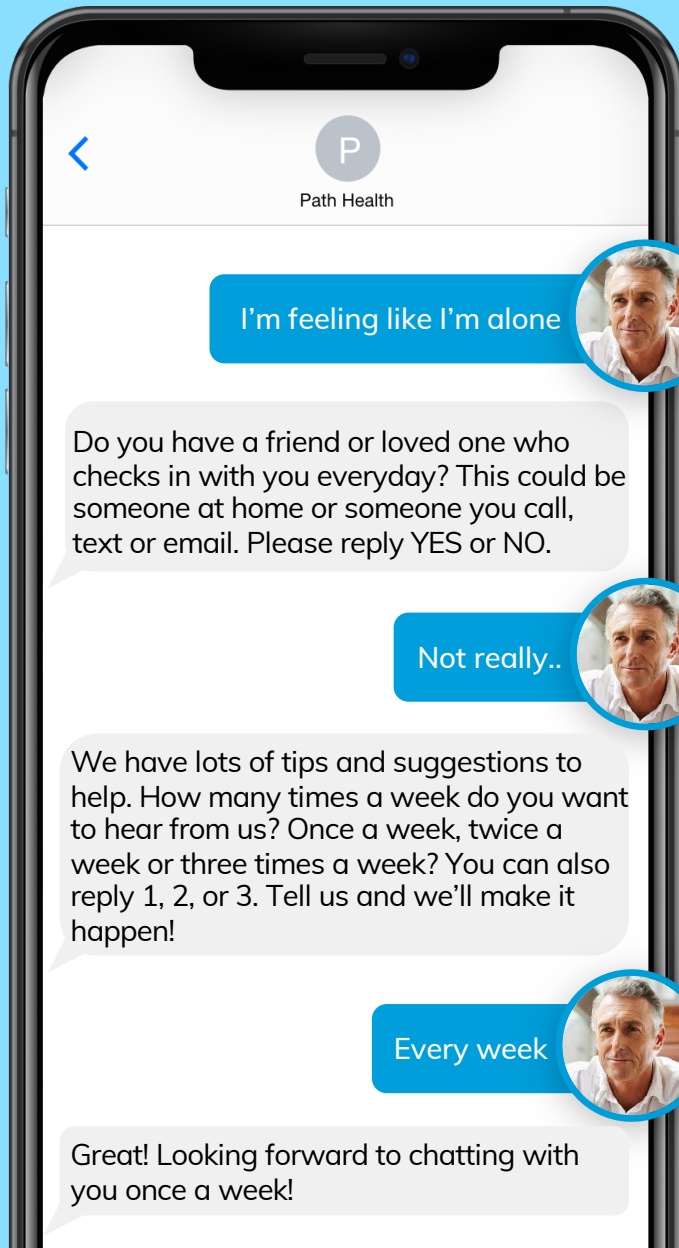 P
Path Health
I’m feeling like I’m alone
Do you have a friend or loved one who
checks in with you everyday? This could be
someone at home or someone you call,
text or email. Please reply YES or NO.
Not really..
We have lots of tips and suggestions to
help. How many times a week do you want
to hear from us? Once a week, twice a
week or three times a week? You can also
reply 1, 2, or 3. Tell us and we’ll make it
happen!
Every week
Great! Looking forward to chatting with
you once a week!